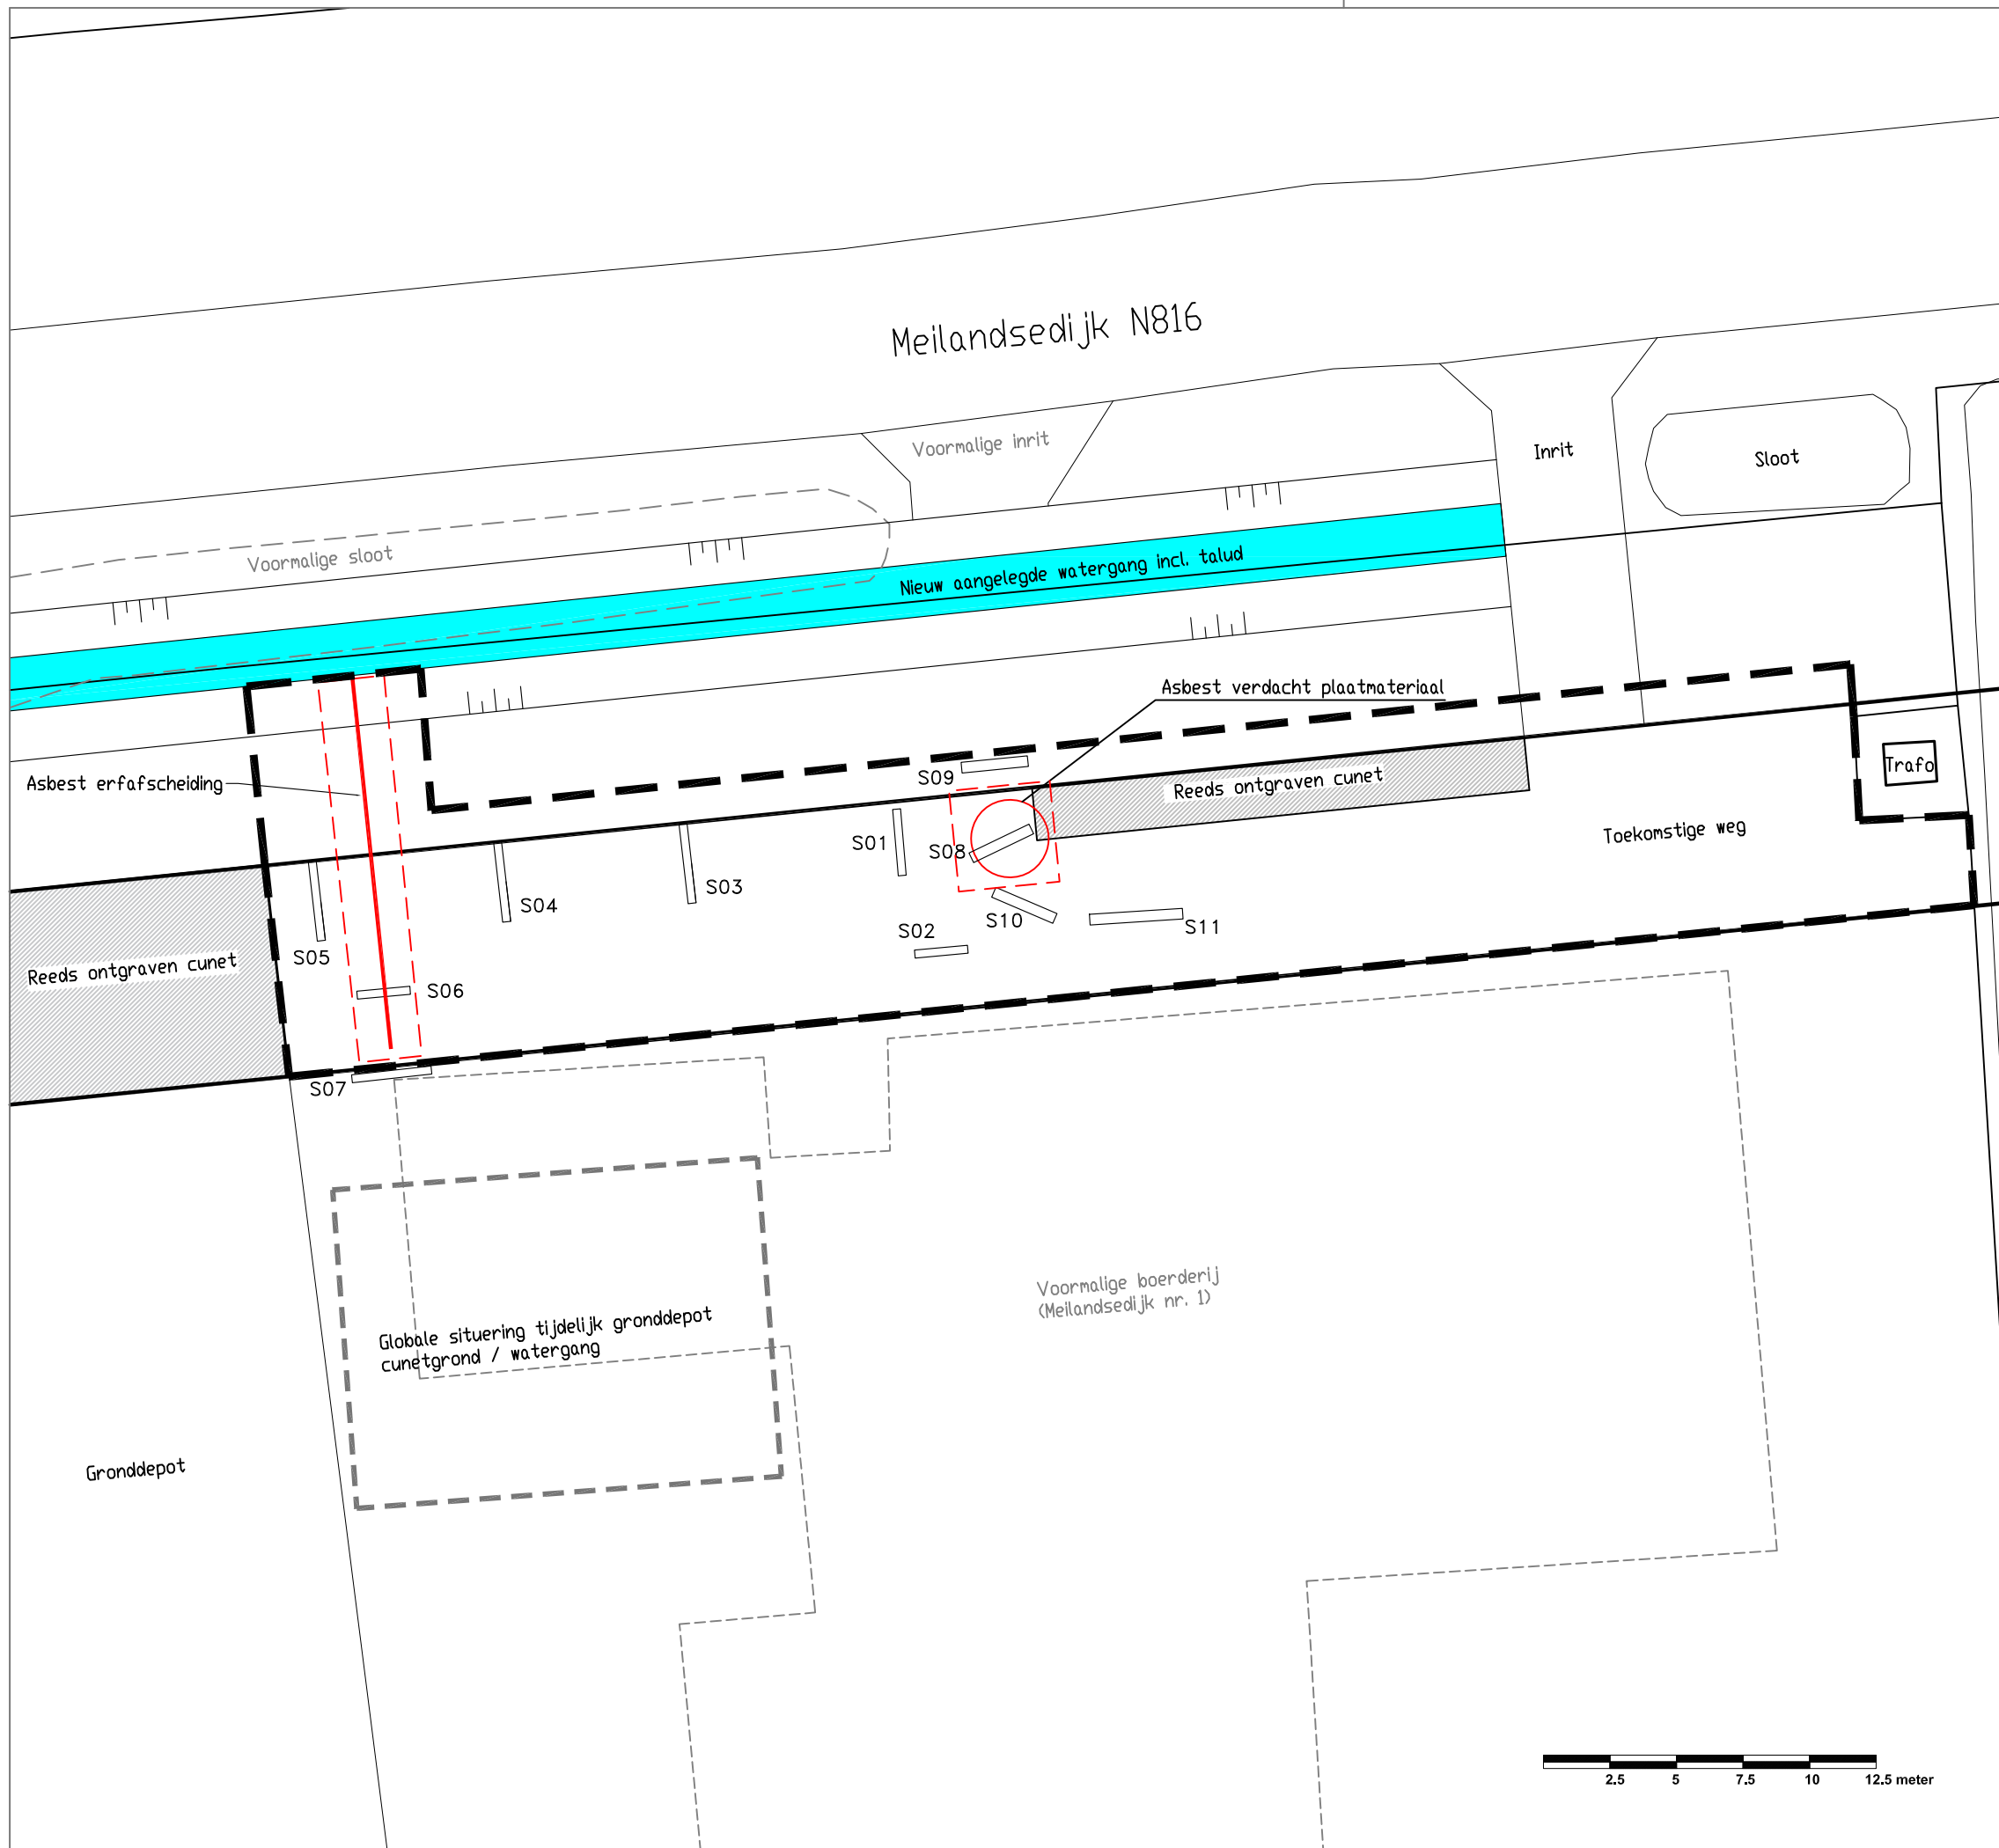 Meilandsedijk N816
Voormalige inrit
Inrit
Sloot
Voormalige sloot
Nieuw aangelegde watergang incl. talud
Asbest verdacht plaatmateriaal
Asbest erfafscheiding
S09
Reeds ontgraven cunet
Trafo
Toekomstige weg
S01
S08
S03
S04
S10
S11
S02
S05
Reeds ontgraven cunet
S06
S07
Voormalige boerderij
(Meilandsedijk nr. 1)
Globale situering tijdelijk gronddepot
cunetgrond / watergang
Gronddepot
2.5 5 7.5 10 12.5 meter